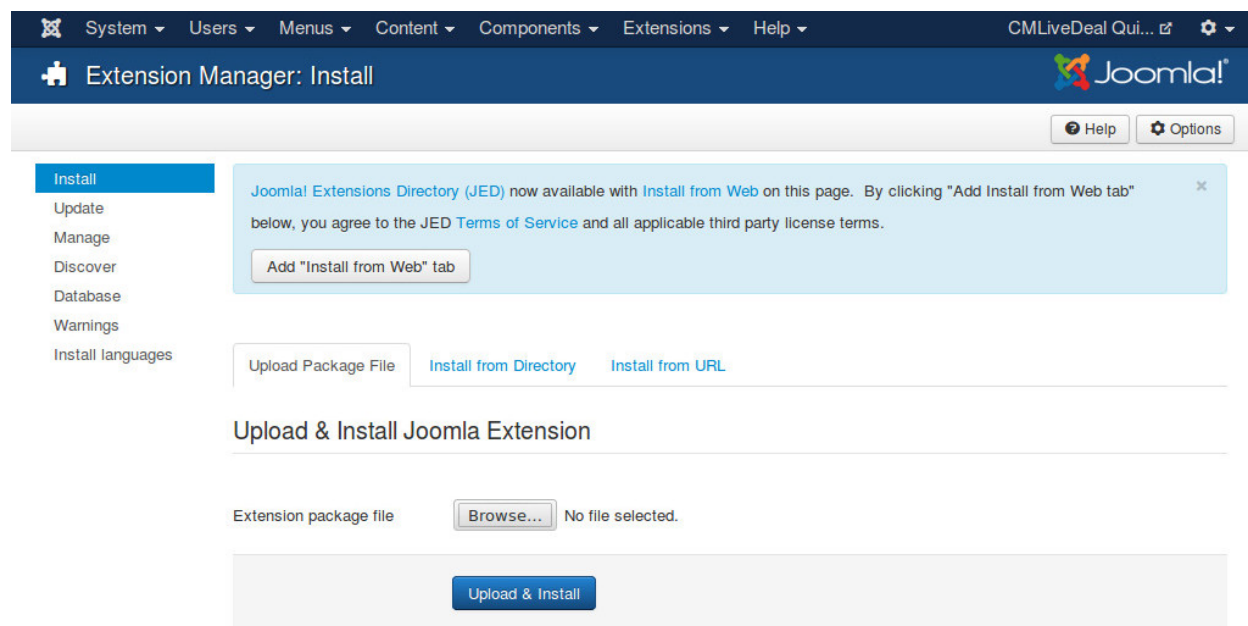 System Users Menus Content Components Extensions Help CMLiveDeal Qui...
Extension Manager: Install Joomla!®
Help Options
Install
Update
Manage
Discover
Database
Warnings
Install languages
Joomla! Extensions Directory (JED) now available with Install from Web on this page. By clicking "Add Install from Web tab"
below, you agree to the JED Terms of Service and all applicable third party license terms.
Add "Install from Web" tab
Upload Package File Install from Directory Install from URL
Upload & Install Joomla Extension
Extension package file Browse... No file selected.
Upload & Install